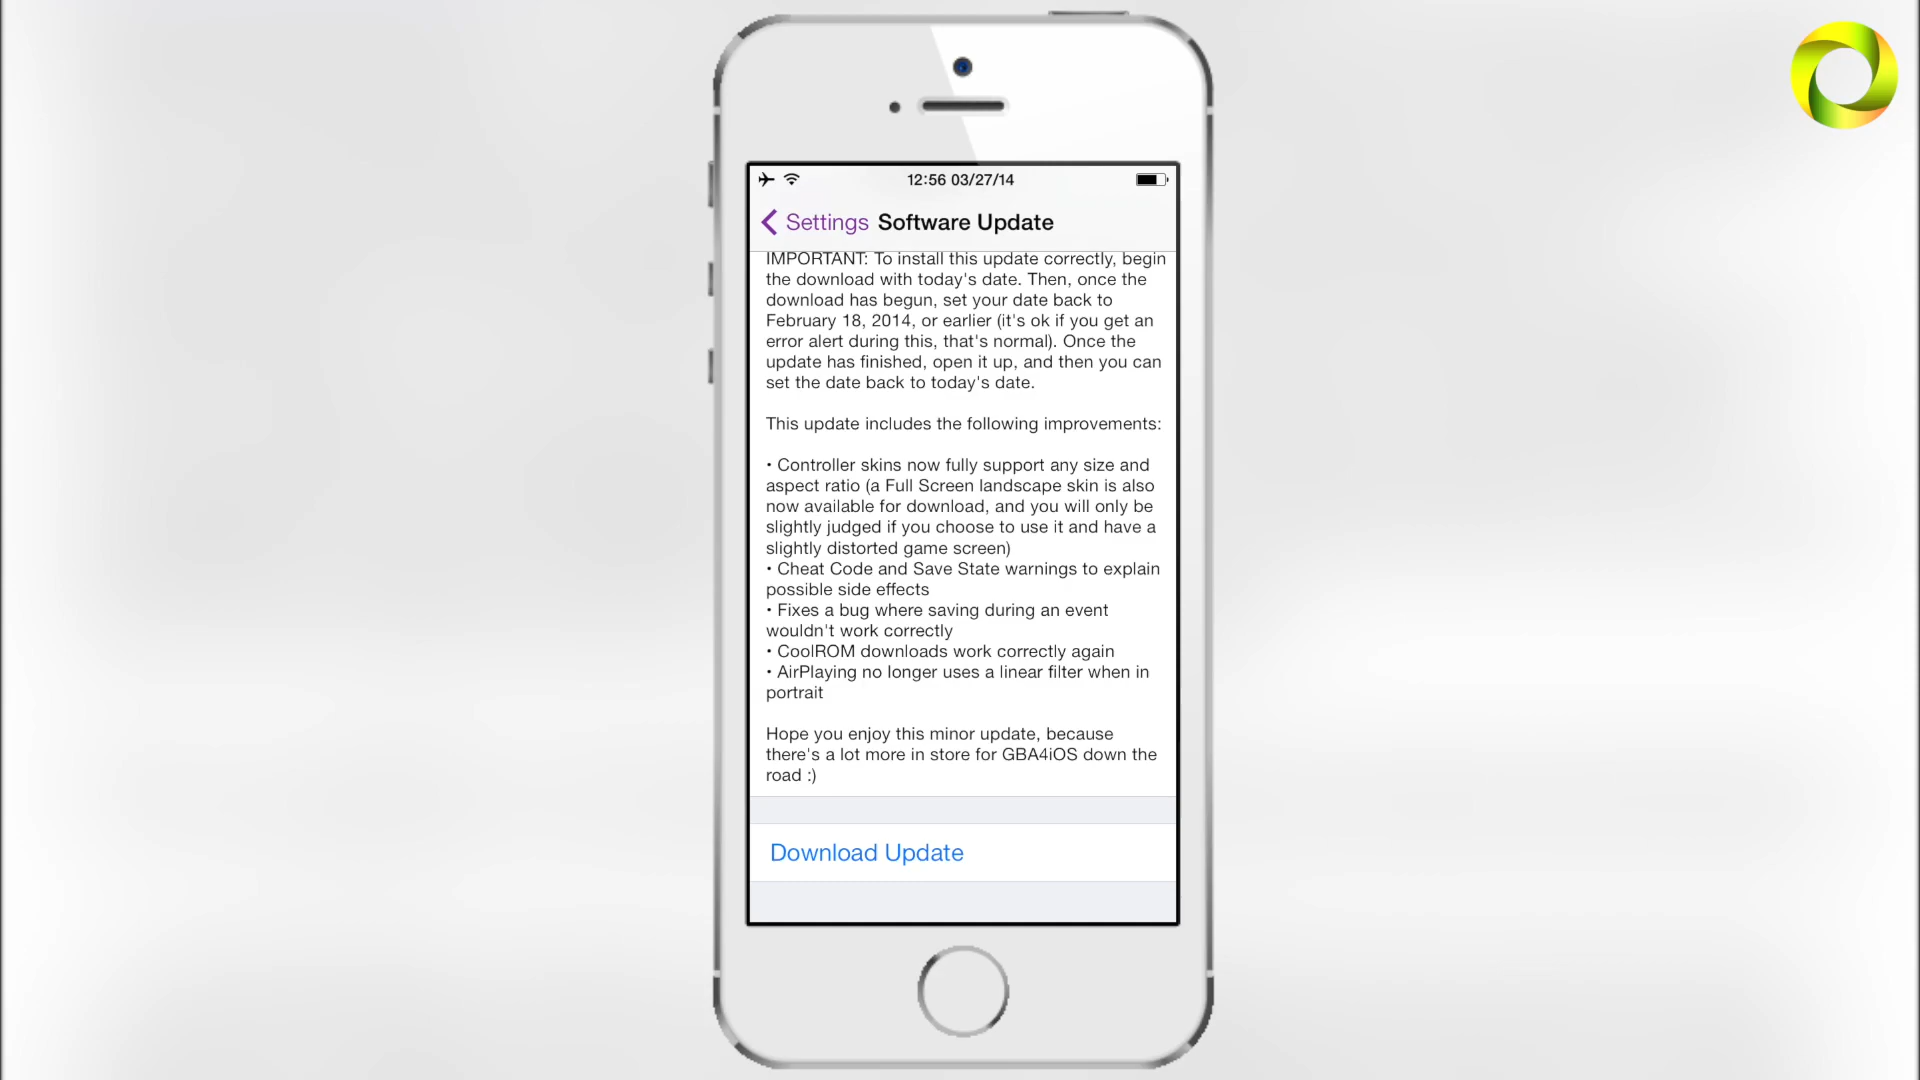 12:56 03/27/14
Settings Software Update
IMPORTANT: To install this update correctly, begin
the download with today's date. Then, once the
download has begun, set your date back to
February 18, 2014, or earlier (it's ok if you get an
error alert during this, that's normal). Once the
update has finished, open it up, and then you can
set the date back to today's date.
This update includes the following improvements:
• Controller skins now fully support any size and
aspect ratio (a Full Screen landscape skin is also
now available for download, and you will only be
slightly judged if you choose to use it and have a
slightly distorted game screen)
• Cheat Code and Save State warnings to explain
possible side effects
• Fixes a bug where saving during an event
wouldn't work correctly
• CoolROM downloads work correctly again
• AirPlaying no longer uses a linear filter when in
portrait
Hope you enjoy this minor update, because
there's a lot more in store for GBA4iOS down the
road :)
Download Update